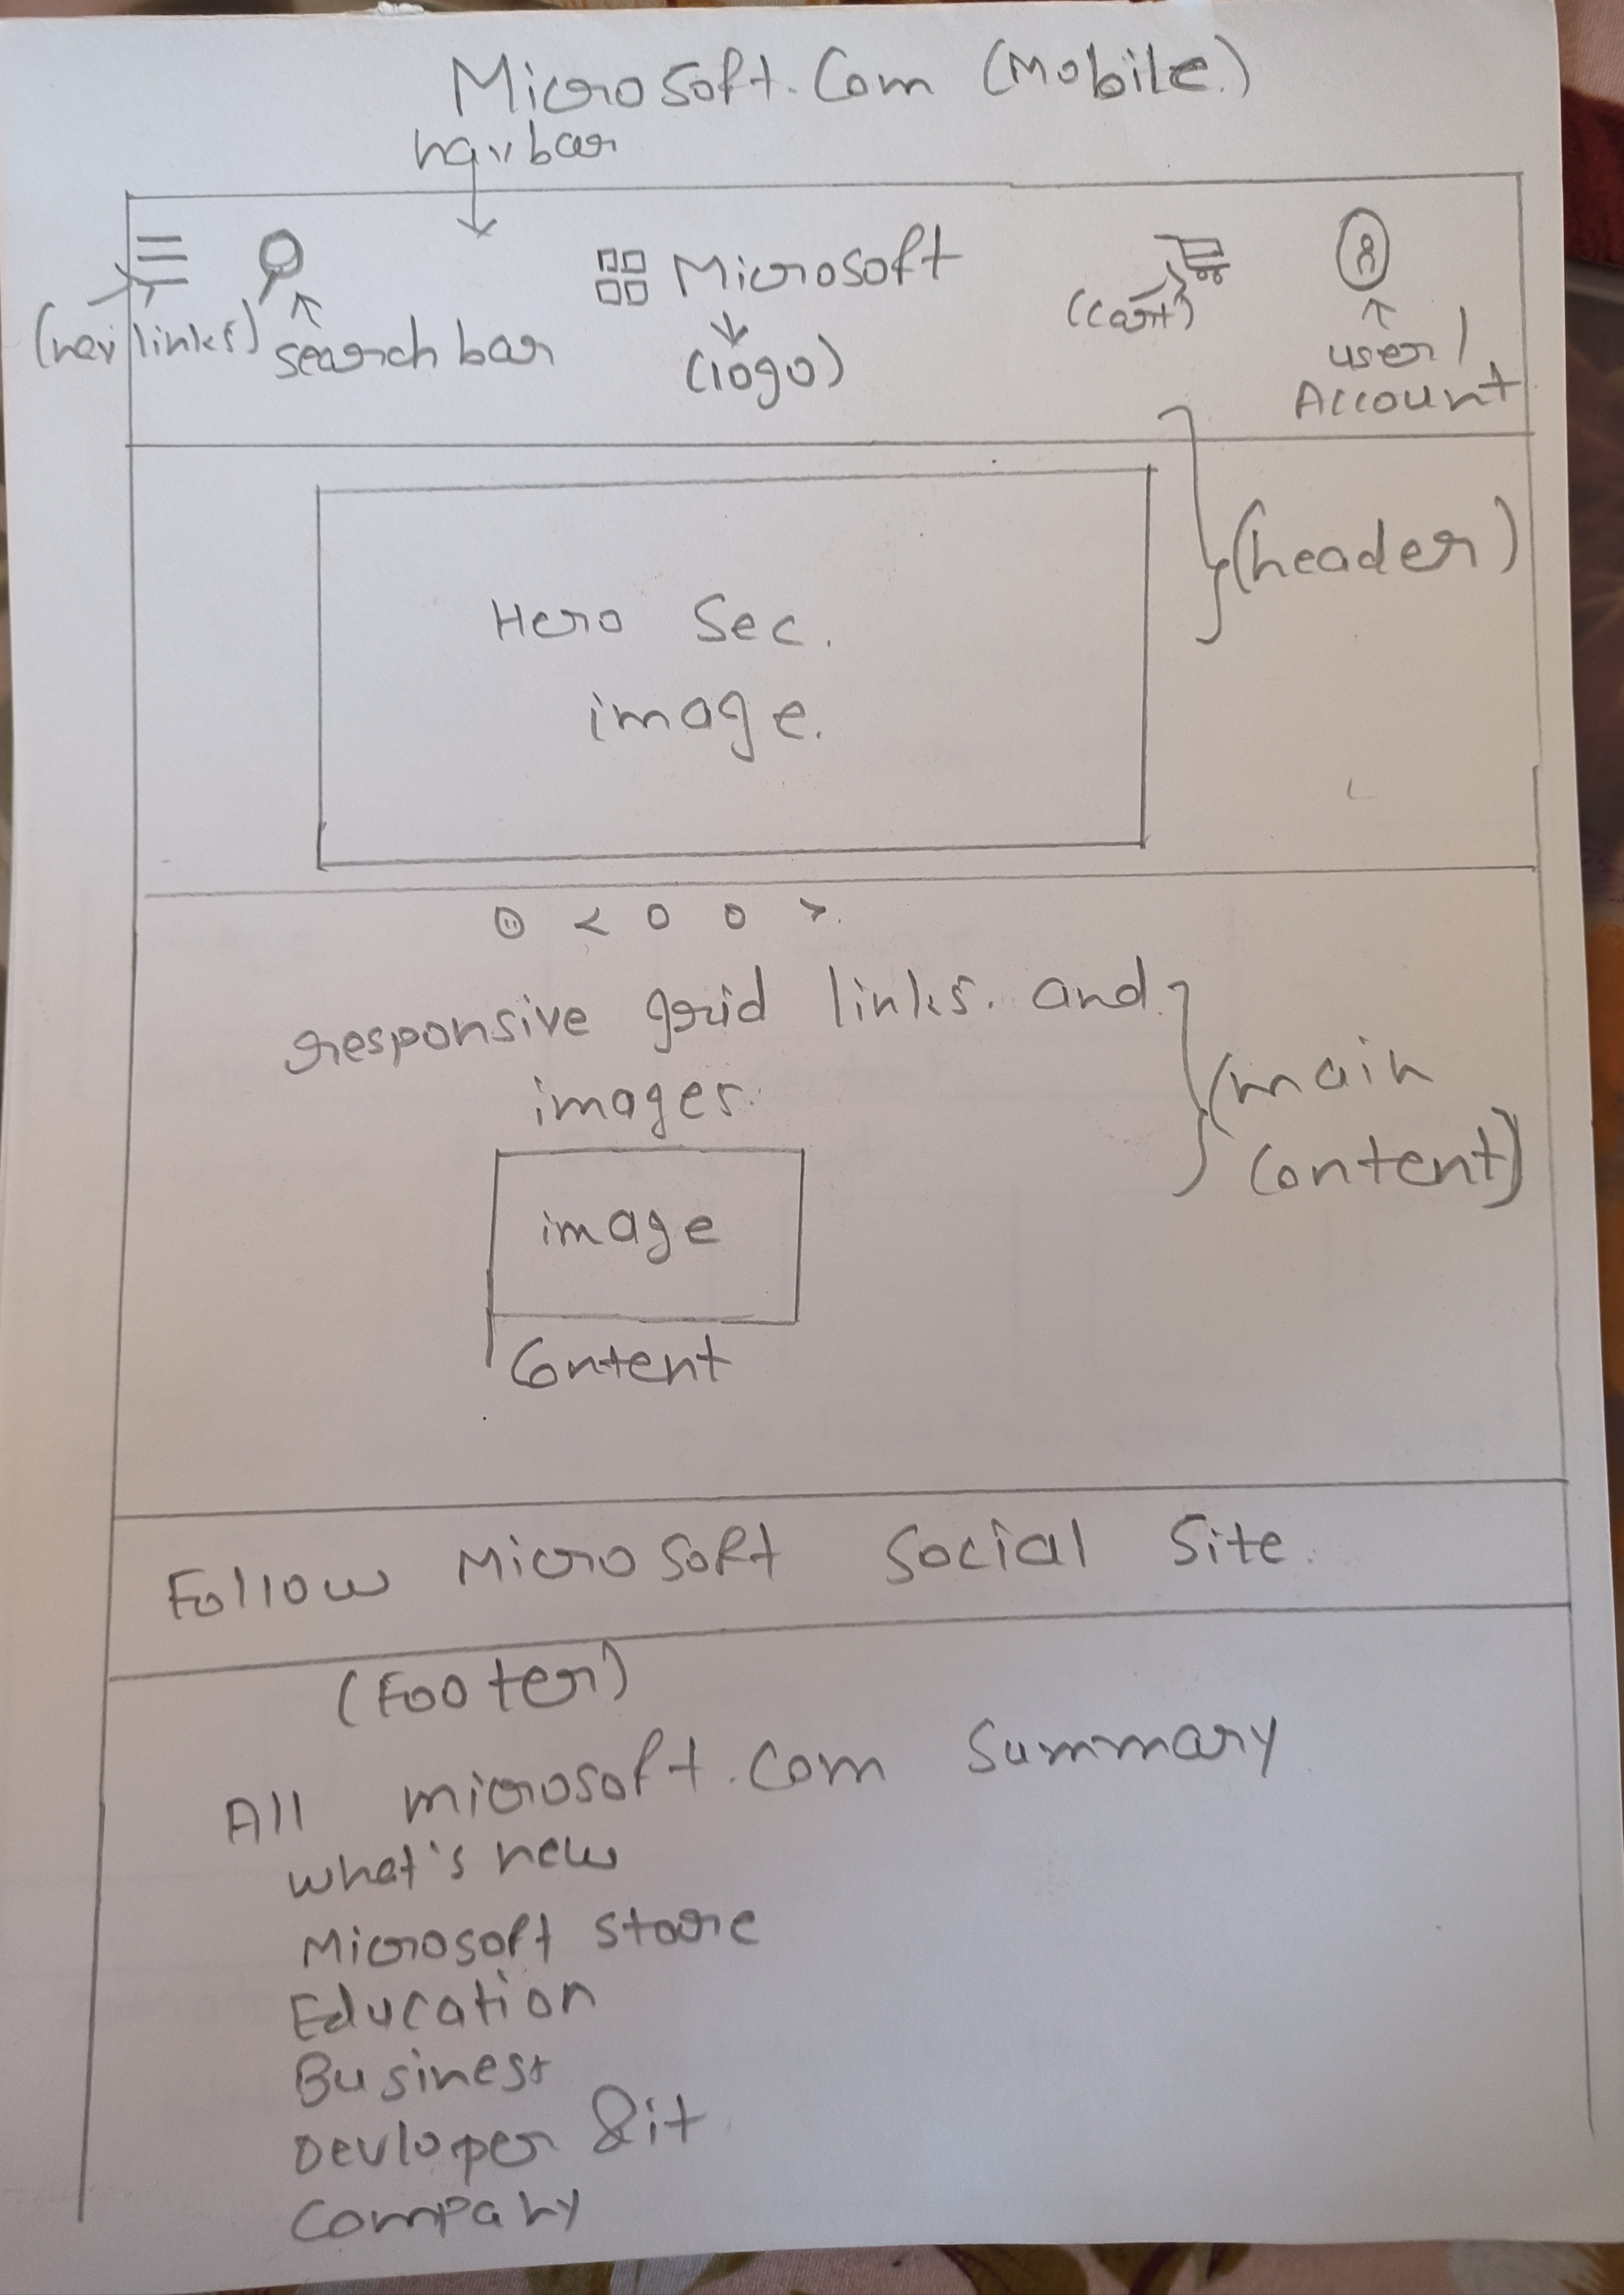 Microsoft.Com (Mobile.)
navbar
Microsoft
(nav links)
search bar
(logo)
(cart)
user/
Account
(header)
Hero Sec.
image.
responsive grid links. and
images.
(main
content)
image
Content
Follow Microsoft Social Site.
(Footer)
All microsoft.com Summary
what's new
Microsoft store
Education
Business
Devloper & it
Company